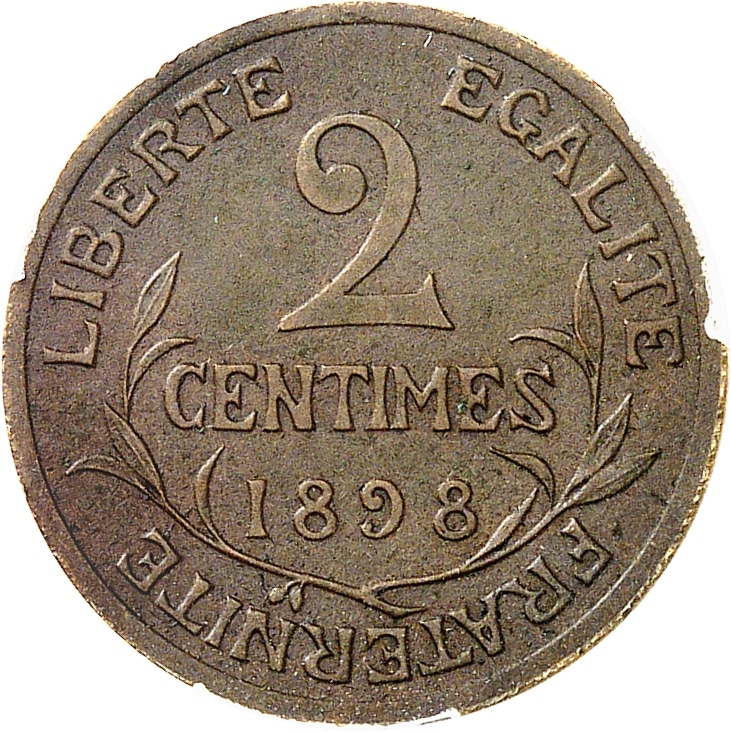 LIBERTE EGALITE
2
CENTIMES
1898
FRATERNITE